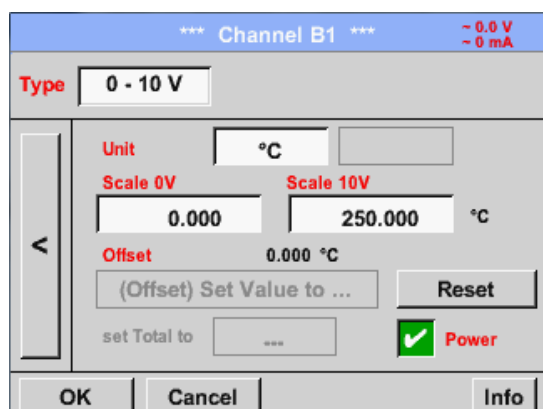 *** Channel B1 ***
~ 0.0 V
~ 0 mA
Type 0 - 10 V
Unit °C
Scale 0V Scale 10V
< 0.000 250.000 °C
Offset 0.000 °C
(Offset) Set Value to ... Reset
set Total to --- Power
OK Cancel Info